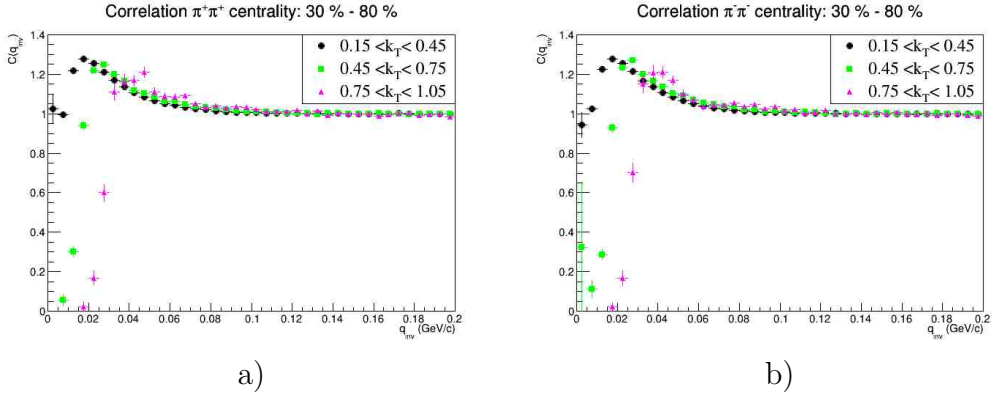 Correlation π⁺π⁺ centrality: 30 % - 80 %
C(q_inv)
1.4
1.2
1
0.8
0.6
0.4
0.2
0
0 0.02 0.04 0.06 0.08 0.1 0.12 0.14 0.16 0.18 0.2
q_inv (GeV/c)
0.15 <k_T< 0.45
0.45 <k_T< 0.75
0.75 <k_T< 1.05
a)
Correlation π⁻π⁻ centrality: 30 % - 80 %
C(q_inv)
1.4
1.2
1
0.8
0.6
0.4
0.2
0
0 0.02 0.04 0.06 0.08 0.1 0.12 0.14 0.16 0.18 0.2
q_inv (GeV/c)
0.15 <k_T< 0.45
0.45 <k_T< 0.75
0.75 <k_T< 1.05
b)